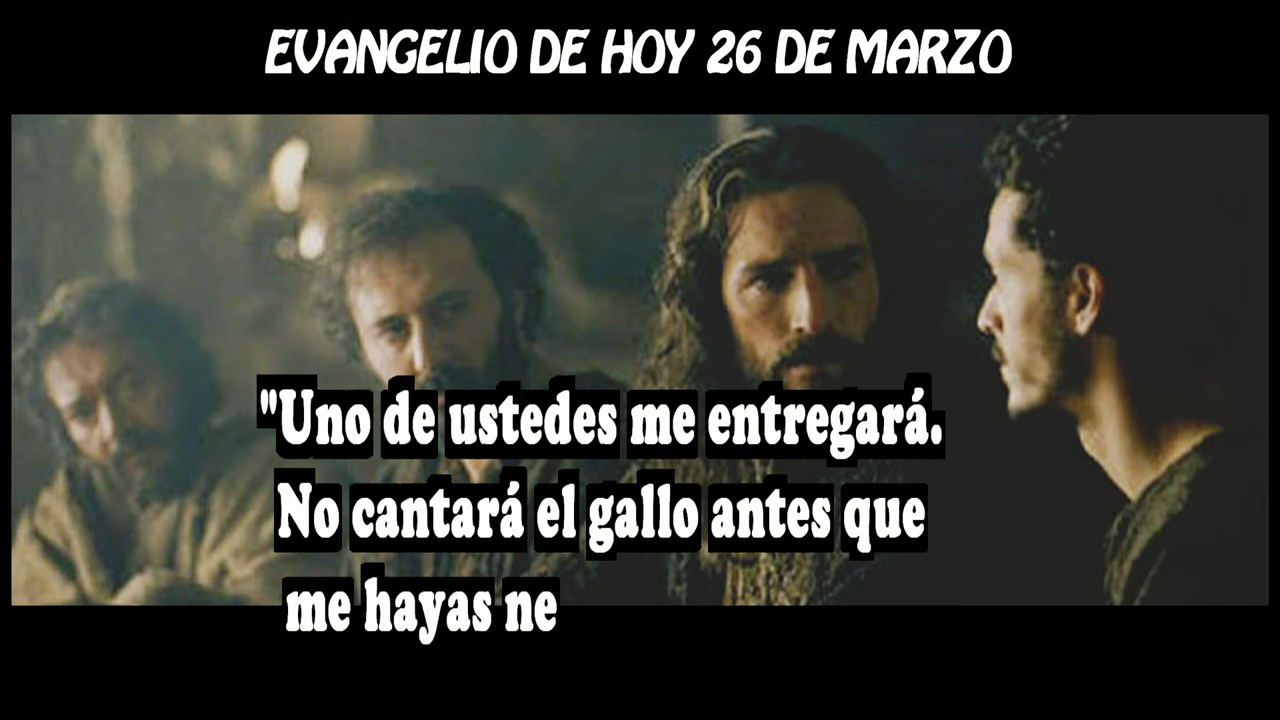 EVANGELIO DE HOY 26 DE MARZO
"Uno de ustedes me entregará.
No cantará el gallo antes que
me hayas ne